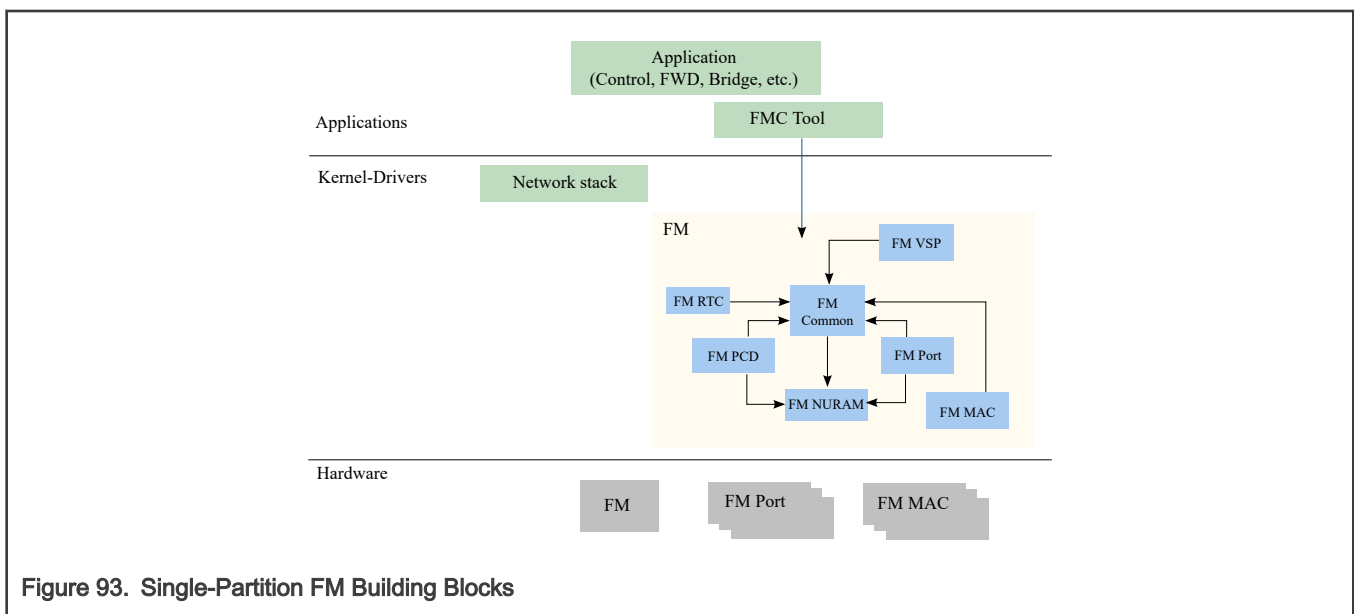 Application
(Control, FWD, Bridge, etc.)
Applications
FMC Tool
Kernel-Drivers
Network stack
FM
FM VSP
FM RTC
FM
Common
FM PCD
FM Port
FM NURAM
FM MAC
Hardware
FM
FM Port
FM MAC
Figure 93. Single-Partition FM Building Blocks